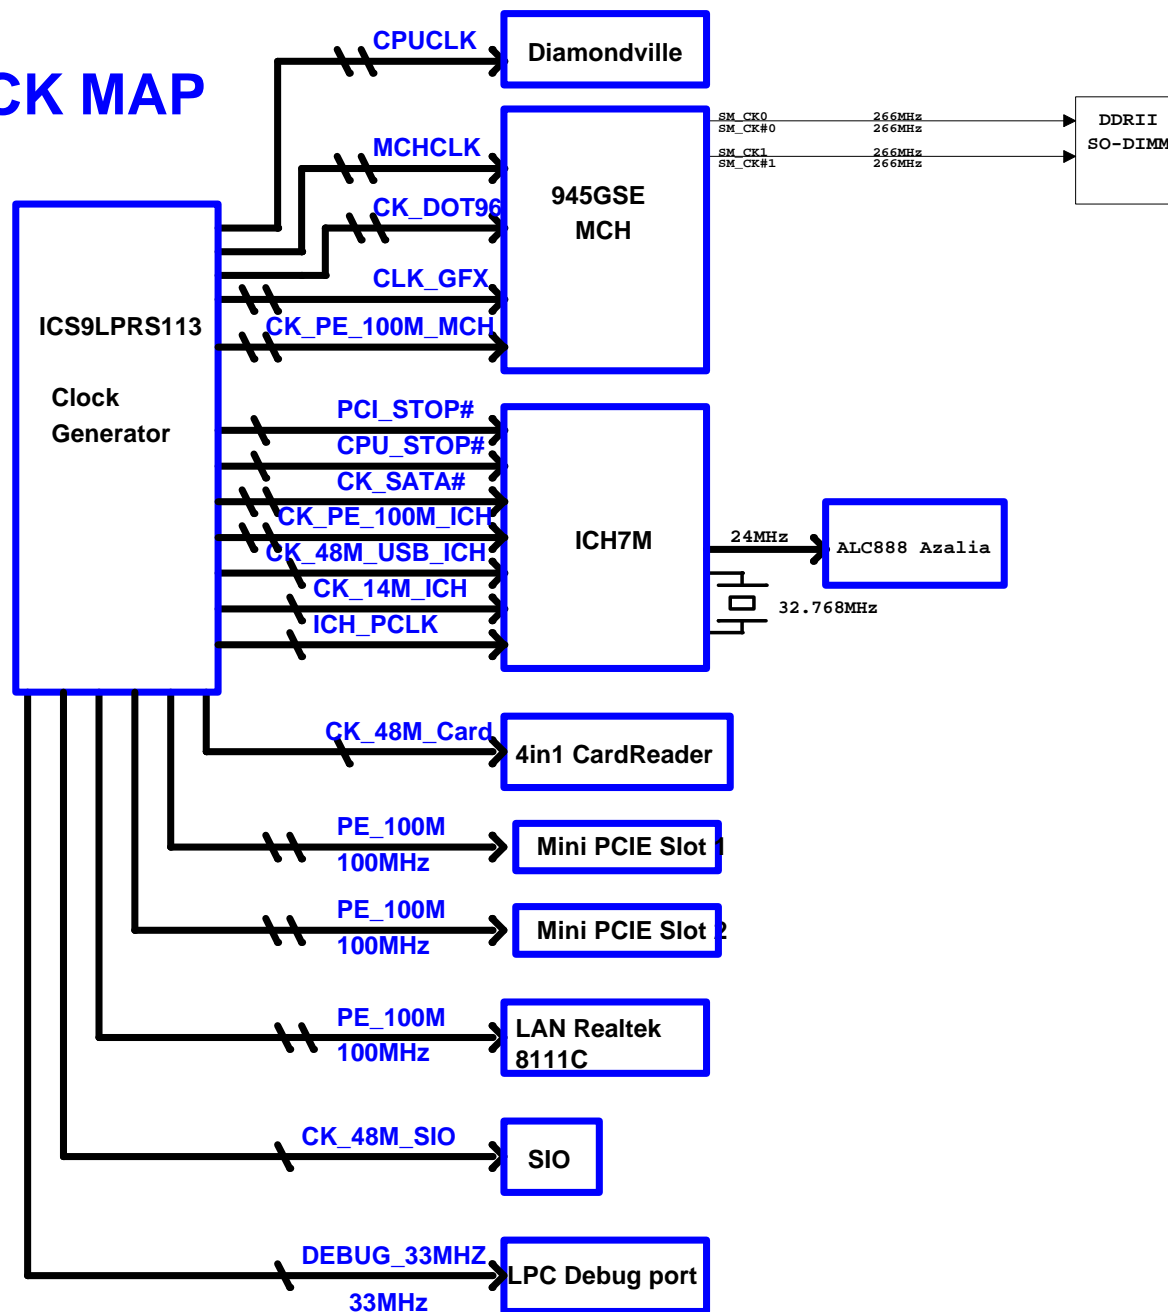 CPUCLK
Diamondville
CK MAP
SM_CK0 266MHz
SM_CK#0 266MHz
SM_CK1 266MHz
SM_CK#1 266MHz
DDRII
SO-DIMM
MCHCLK
CK_DOT96
945GSE
MCH
CLK_GFX
ICS9LPRS113
CK_PE_100M_MCH
Clock
Generator
PCI_STOP#
CPU_STOP#
CK_SATA#
CK_PE_100M_ICH
CK_48M_USB_ICH
CK_14M_ICH
ICH_PCLK
ICH7M
24MHz
ALC888 Azalia
32.768MHz
CK_48M_Card
4in1 CardReader
PE_100M
100MHz
Mini PCIE Slot 1
PE_100M
100MHz
Mini PCIE Slot 2
PE_100M
100MHz
LAN Realtek
8111C
CK_48M_SIO
SIO
DEBUG_33MHZ
33MHz
LPC Debug port